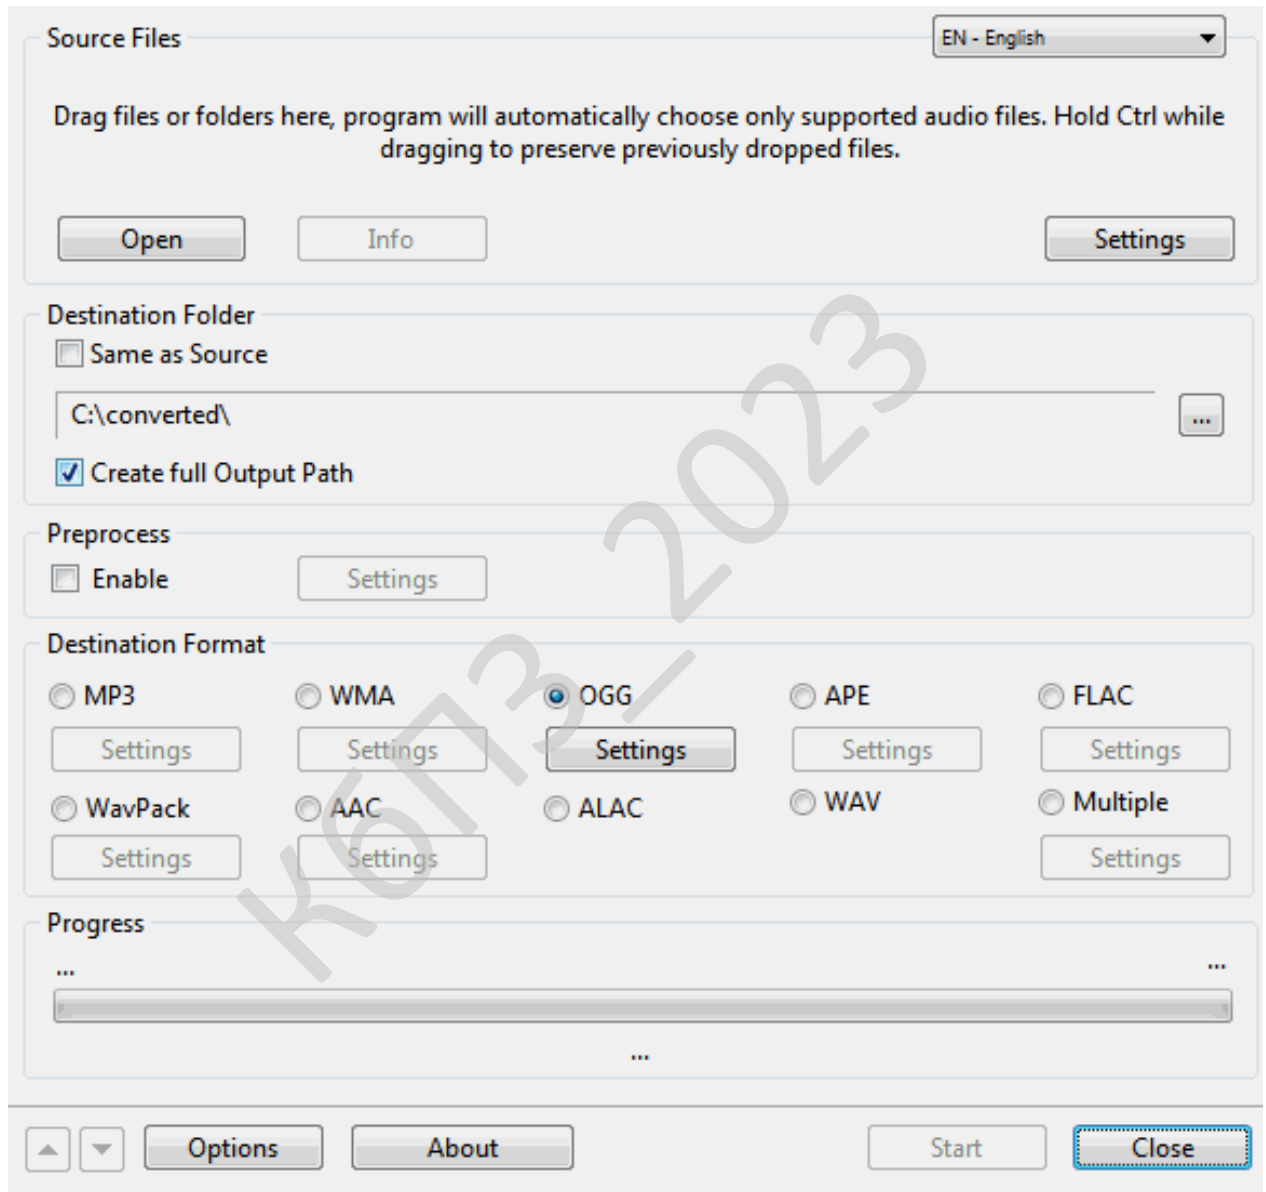 Source Files
EN - English
Drag files or folders here, program will automatically choose only supported audio files. Hold Ctrl while
dragging to preserve previously dropped files.
Open Info Settings
Destination Folder
Same as Source
C:\converted\
...
Create full Output Path
Preprocess
Enable Settings
Destination Format
MP3 WMA OGG APE FLAC
Settings Settings Settings Settings Settings
WavPack AAC ALAC WAV Multiple
Settings Settings Settings
Progress
... ...
...
Options About Start Close
КбПЗ_2023